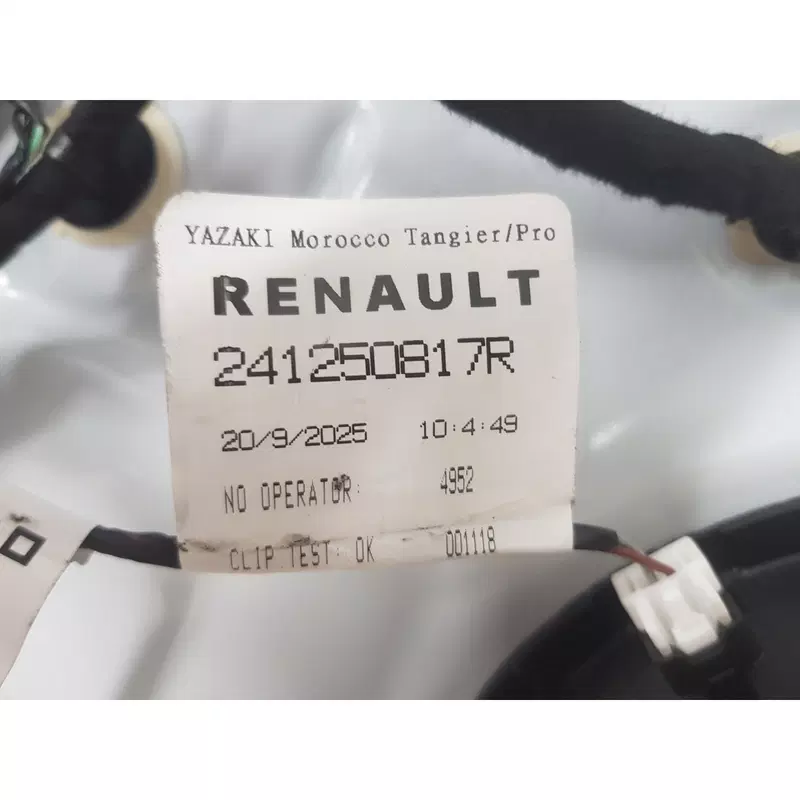 YAZAKI Morocco Tangier/Pro
RENAULT
241250817R
20/9/2025 10:4:49
NO OPERATOR: 4952
CLIP TEST: OK 001118